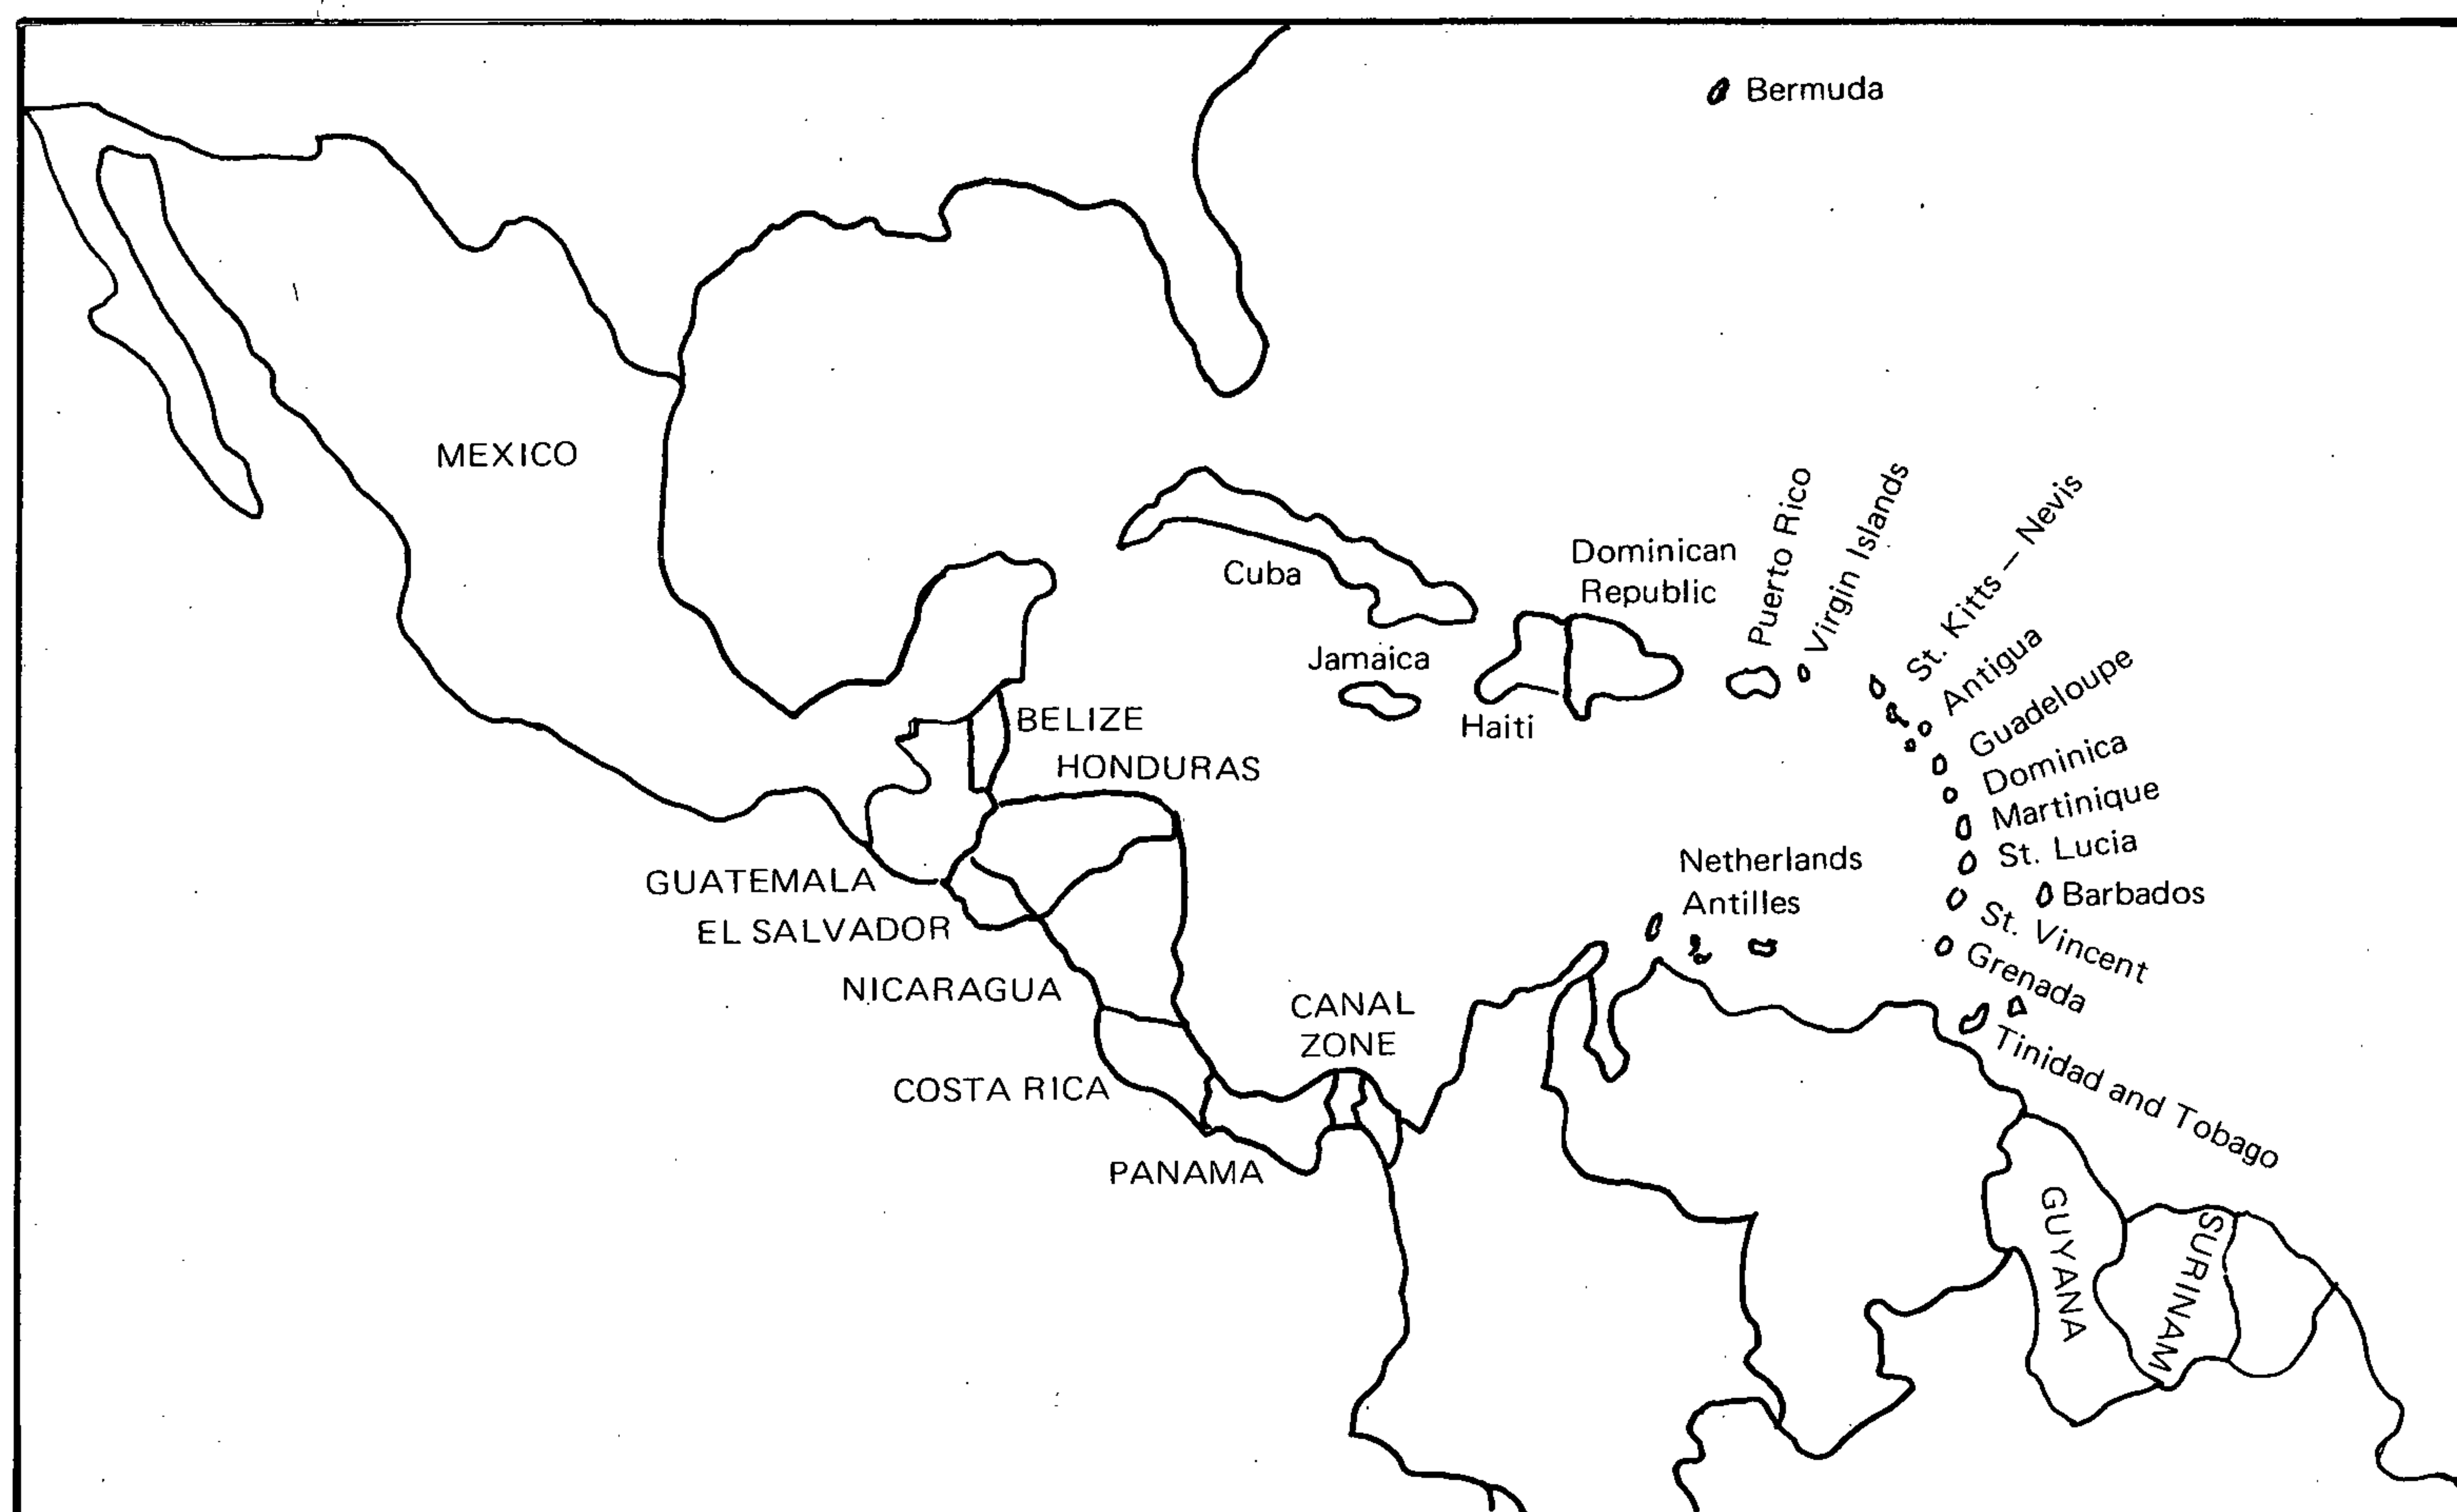 Bermuda
MEXICO
Cuba
Dominican
Republic
Puerto Rico
Virgin Islands
St. Kitts — Nevis
Jamaica
Haiti
Antigua
Guadeloupe
BELIZE
HONDURAS
Dominica
Martinique
St. Lucia
Netherlands
Antilles
Barbados
St. Vincent
GUATEMALA
EL SALVADOR
Grenada
NICARAGUA
CANAL
ZONE
Tinidad and Tobago
COSTA RICA
PANAMA
GUYANA
SURINAM